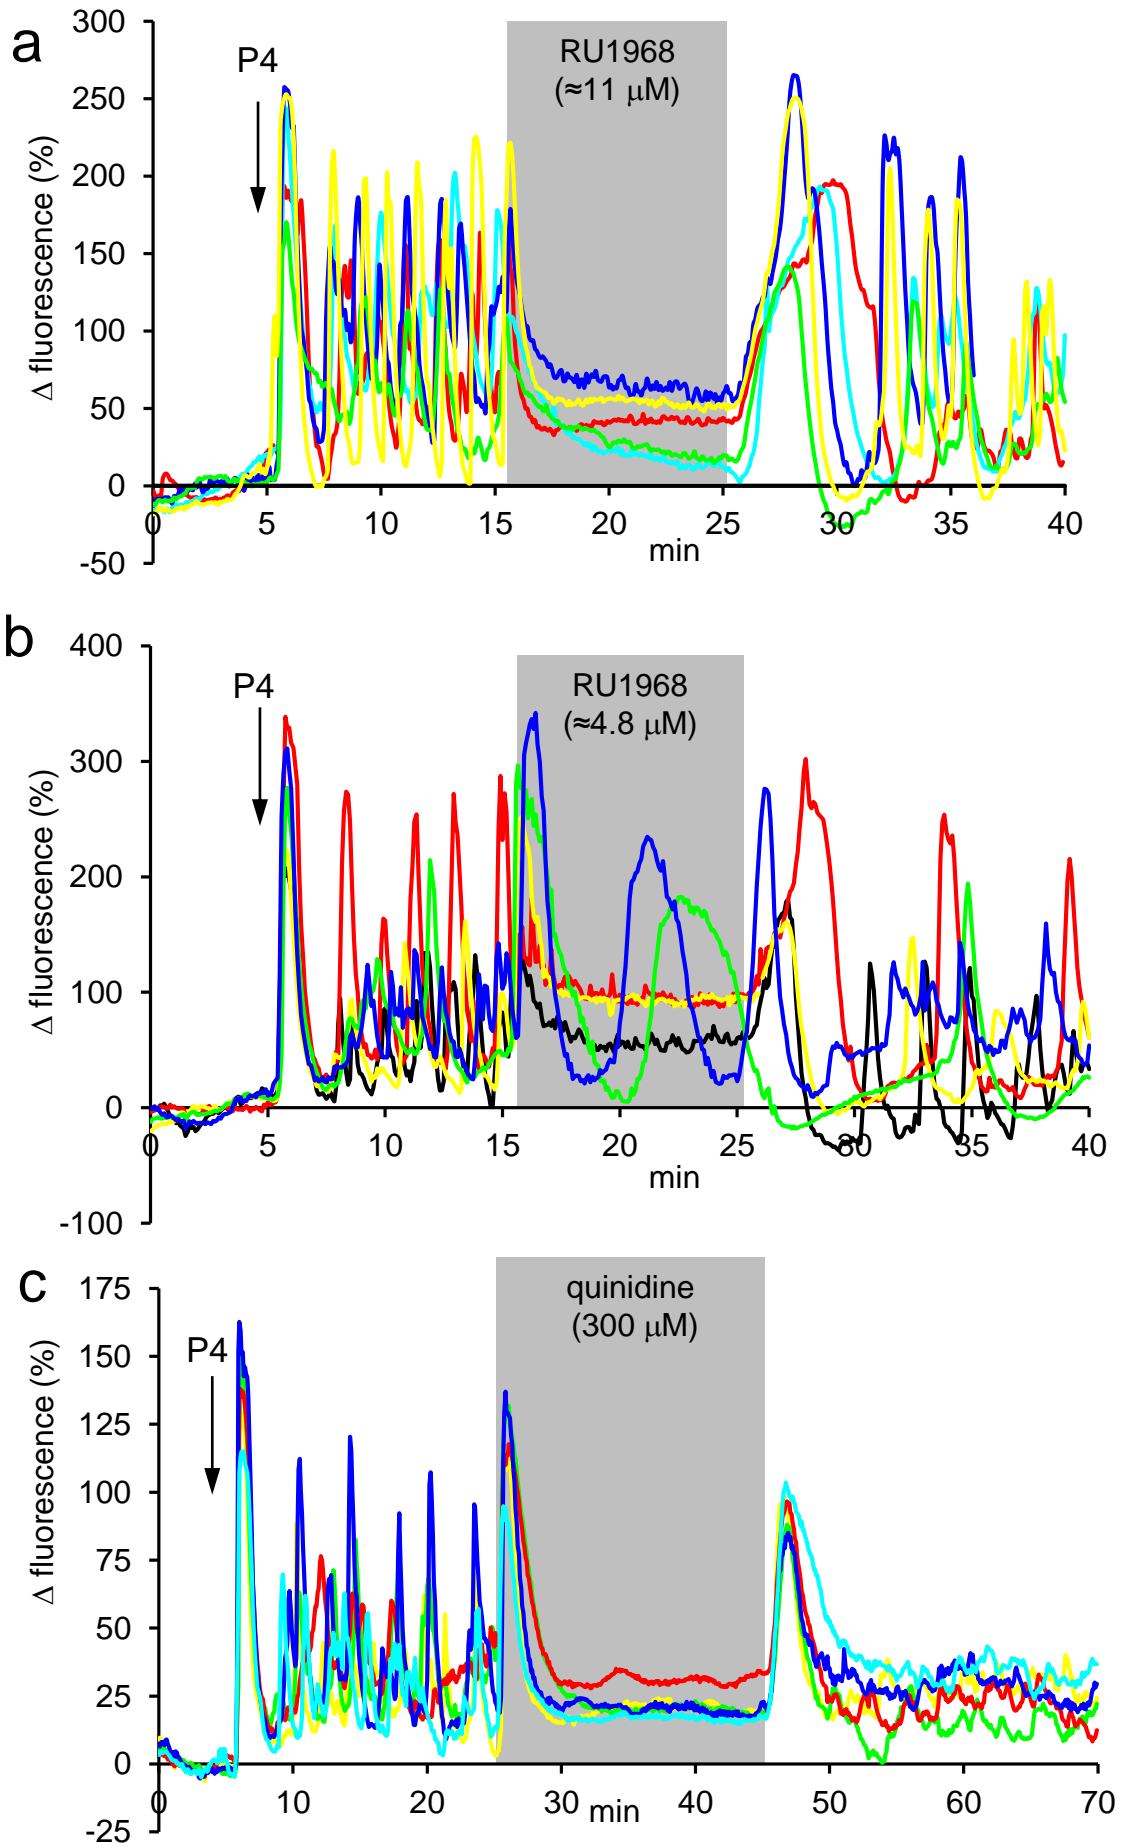 a
300
250
200
150
100
50
0
-50
Δ fluorescence (%)
P4
RU1968
(≈11 μM)
0 5 10 15 20 25 30 35 40
min
b
400
300
200
100
0
-100
Δ fluorescence (%)
P4
RU1968
(≈4.8 μM)
0 5 10 15 20 25 30 35 40
min
c
175
150
125
100
75
50
25
0
-25
Δ fluorescence (%)
P4
quinidine
(300 μM)
0 10 20 30 40 50 60 70
min